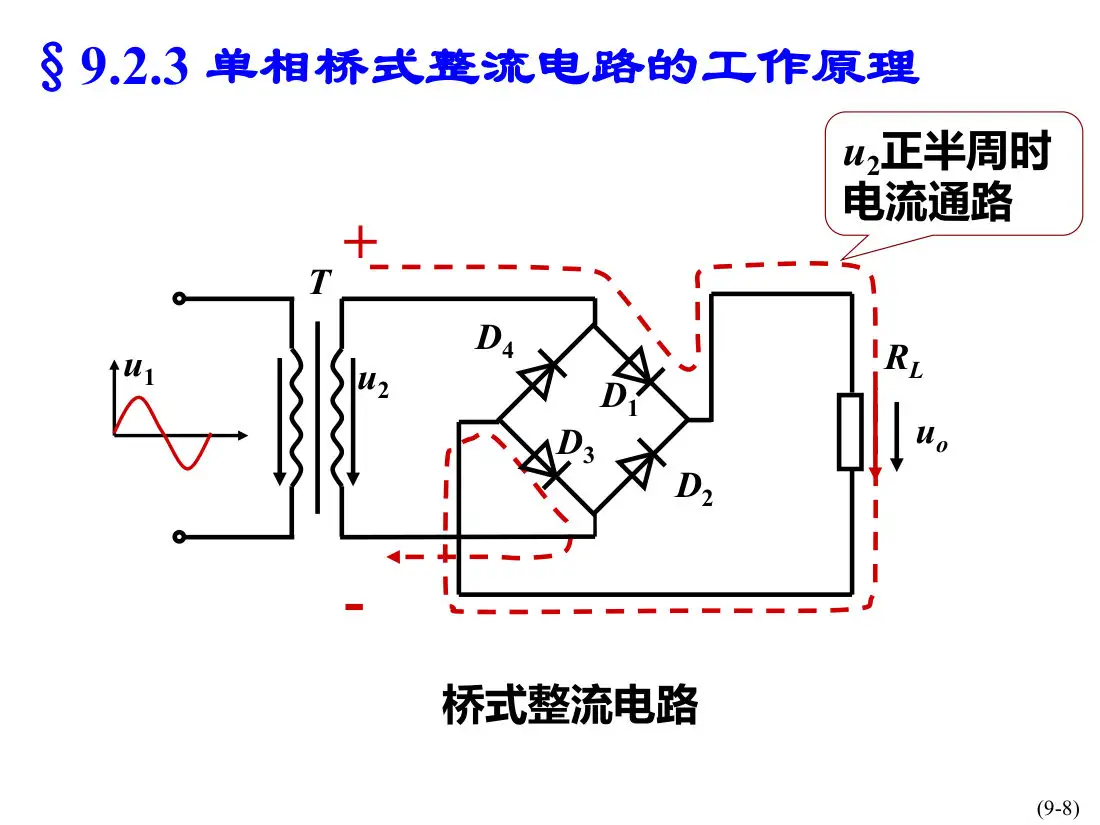 § 9.2.3 单相桥式整流电路的工作原理
u2正半周时
电流通路
+
T
D4
u1
u2
D1
RL
D3
uo
D2
-
桥式整流电路
(9-8)